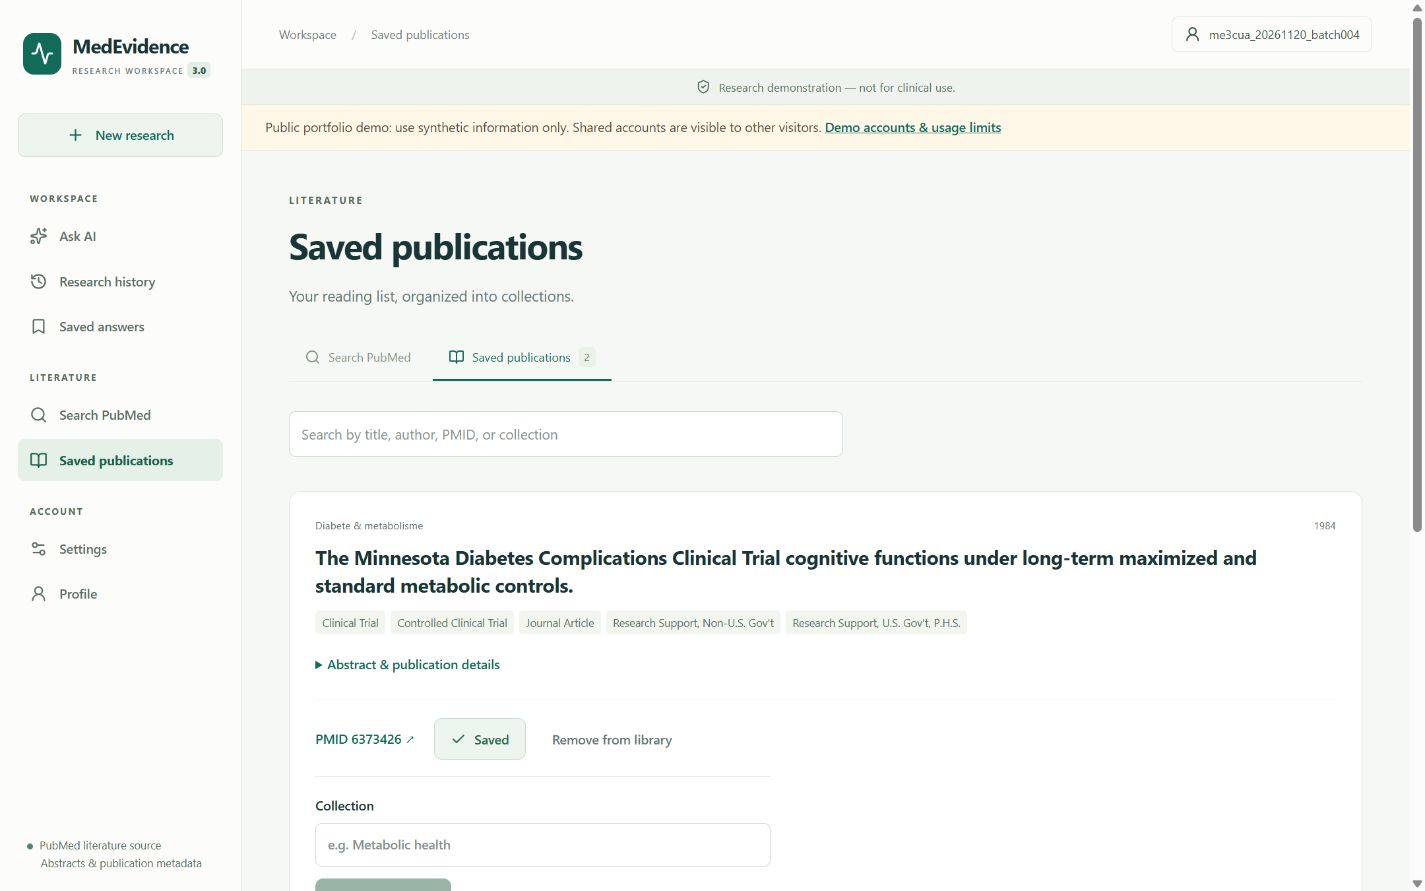 MedEvidence
RESEARCH WORKSPACE 3.0
New research
WORKSPACE
Ask AI
Research history
Saved answers
LITERATURE
Search PubMed
Saved publications
ACCOUNT
Settings
Profile
PubMed literature source
Abstracts & publication metadata
Workspace / Saved publications
me3cua_20261120_batch004
Research demonstration — not for clinical use.
Public portfolio demo: use synthetic information only. Shared accounts are visible to other visitors. Demo accounts & usage limits
LITERATURE
Saved publications
Your reading list, organized into collections.
Search PubMed
Saved publications 2
Search by title, author, PMID, or collection
Diabete & metabolisme
1984
The Minnesota Diabetes Complications Clinical Trial cognitive functions under long-term maximized and
standard metabolic controls.
Clinical Trial
Controlled Clinical Trial
Journal Article
Research Support, Non-U.S. Gov't
Research Support, U.S. Gov't, P.H.S.
Abstract & publication details
PMID 6373426 ↗
Saved
Remove from library
Collection
e.g. Metabolic health